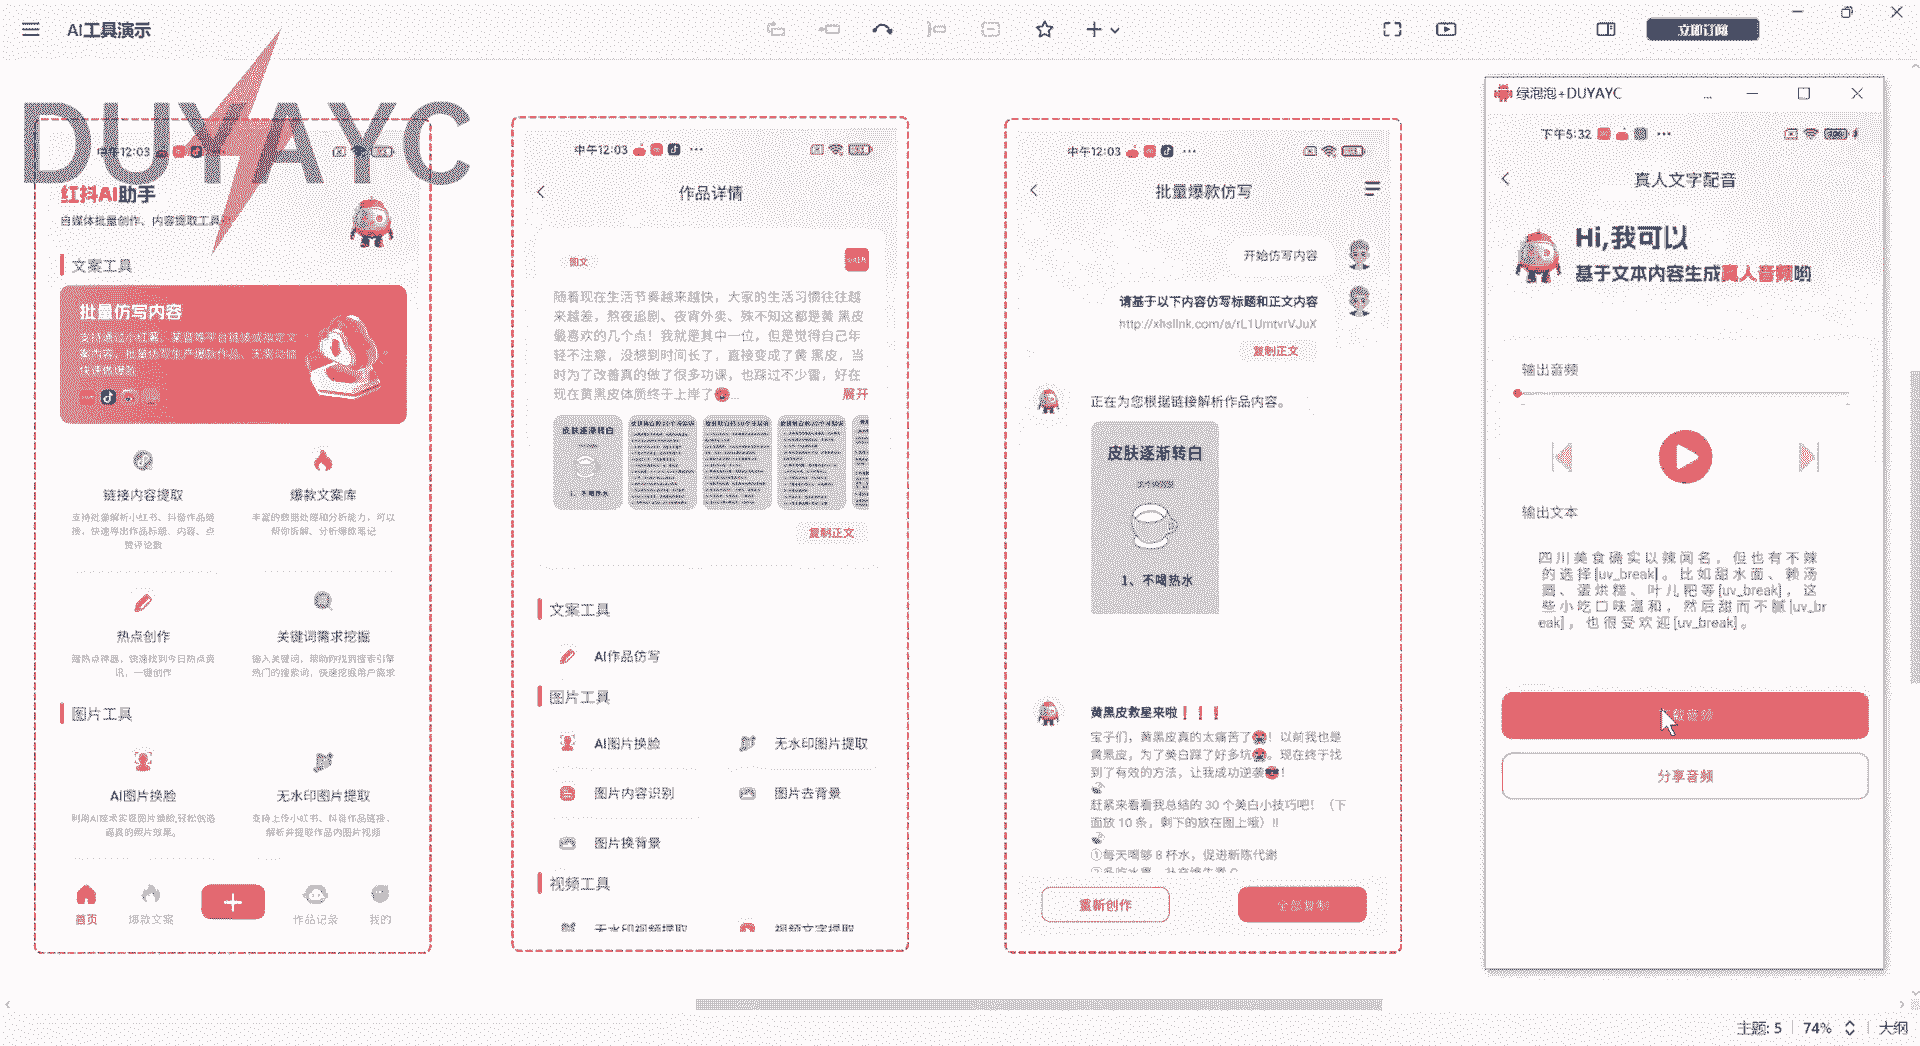 AI工具演示
立即订阅
DUYAYC
中午12:03
红抖AI助手
自媒体批量创作、内容提取工具
文案工具
批量仿写内容
链接内容提取
爆款文案库
支持批量解析小红书、抖音作品链
接，快速导出作品标题、内容、点
赞评论数
丰富的数据处理和分析能力，可以
帮你拆解、分析爆款笔记
热点创作
关键词需求挖掘
蹭热点神器，快速找到今日热点资
讯，一键创作
输入关键词，帮助你找到搜索引擎
热门的搜索词，快速挖掘用户需求
图片工具
AI图片换脸
无水印图片提取
利用AI技术实现图片换脸,轻松创造
逼真的照片效果。
支持上传小红书、抖音作品链接、
解析并提取作品内图片视频
首页
爆款文案
作品记录
我的
中午12:03
作品详情
图文
随着现在生活节奏越来越快，大家的生活习惯往往越
来越差，熬夜追剧、夜宵外卖、殊不知这都是黄 黑皮
最喜欢的几个点！我就是其中一位，但是觉得自己年
轻不注意，没想到时间长了，直接变成了黄 黑皮，当
时为了改善真的做了很多功课，也踩过不少雷，好在
现在黄黑皮体质终于上岸了...
展开
皮肤逐渐转白
1、不喝热水
复制正文
文案工具
AI作品仿写
图片工具
AI图片换脸
无水印图片提取
图片内容识别
图片去背景
图片换背景
视频工具
无水印视频提取
视频文字提取
中午12:03
批量爆款仿写
开始仿写内容
请基于以下内容仿写标题和正文内容
http://xhsllnk.com/a/rL1UmtvrVJuX
复制正文
正在为您根据链接解析作品内容。
皮肤逐渐转白
1、不喝热水
黄黑皮救星来啦！！！
宝子们，黄黑皮真的太痛苦了！以前我也是
黄黑皮，为了美白踩了好多坑。现在终于找
到了有效的方法，让我成功逆袭！
赶紧来看看我总结的 30 个美白小技巧吧！（下
面放 10 条，剩下的放在图上哦）!!
①每天喝够 8 杯水，促进新陈代谢
重新创作
全部复制
绿泡泡+DUYAYC
下午5:32
真人文字配音
Hi,我可以
基于文本内容生成真人音频哟
输出音频
输出文本
四川美食确实以辣闻名，但也有不辣
的选择[uv_break]。比如甜水面、赖汤
圆、蛋烘糕、叶儿粑等[uv_break]，这
些小吃口味温和，然后甜而不腻[uv_br
eak]，也很受欢迎[uv_break]。
分享音频
主题: 5
74%
大纲